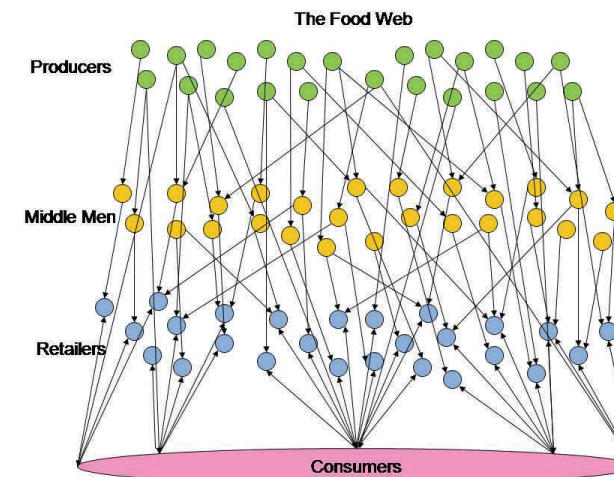 The Food Web
Producers
Middle Men
Retailers
Consumers